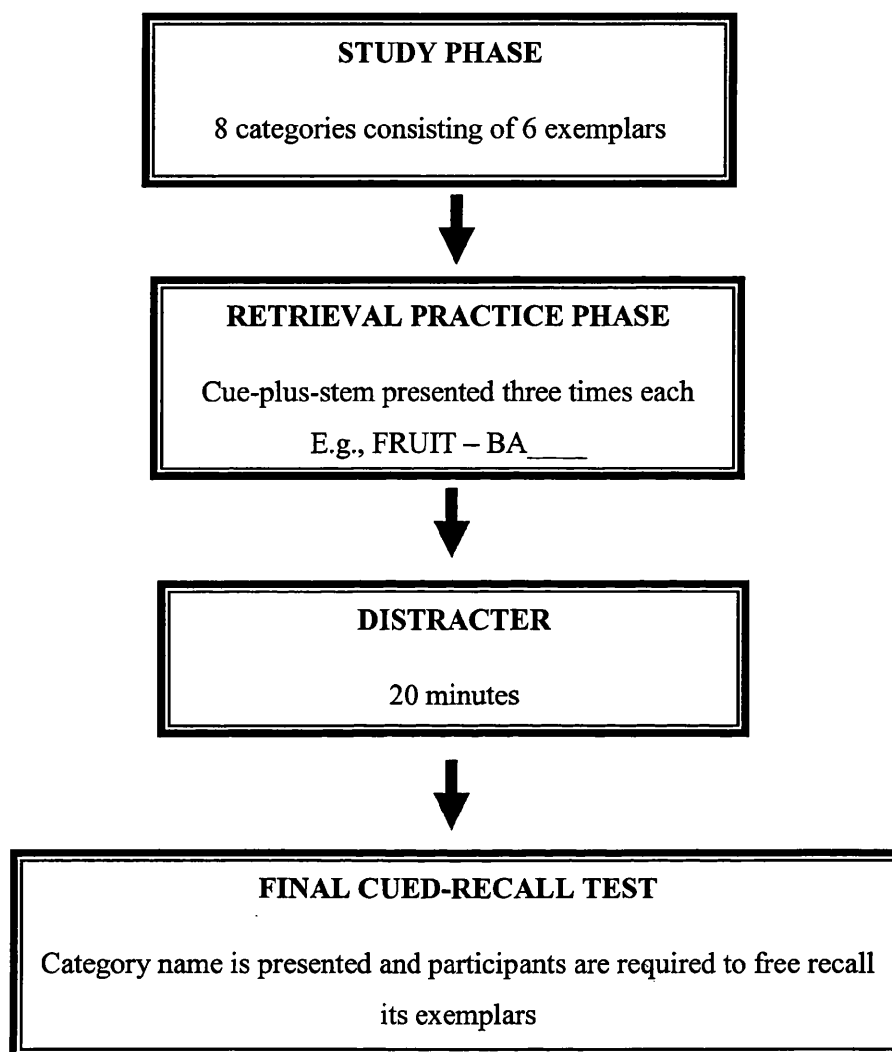 STUDY PHASE
8 categories consisting of 6 exemplars
RETRIEVAL PRACTICE PHASE
Cue-plus-stem presented three times each
E.g., FRUIT – BA____
DISTRACTER
20 minutes
FINAL CUED-RECALL TEST
Category name is presented and participants are required to free recall
its exemplars